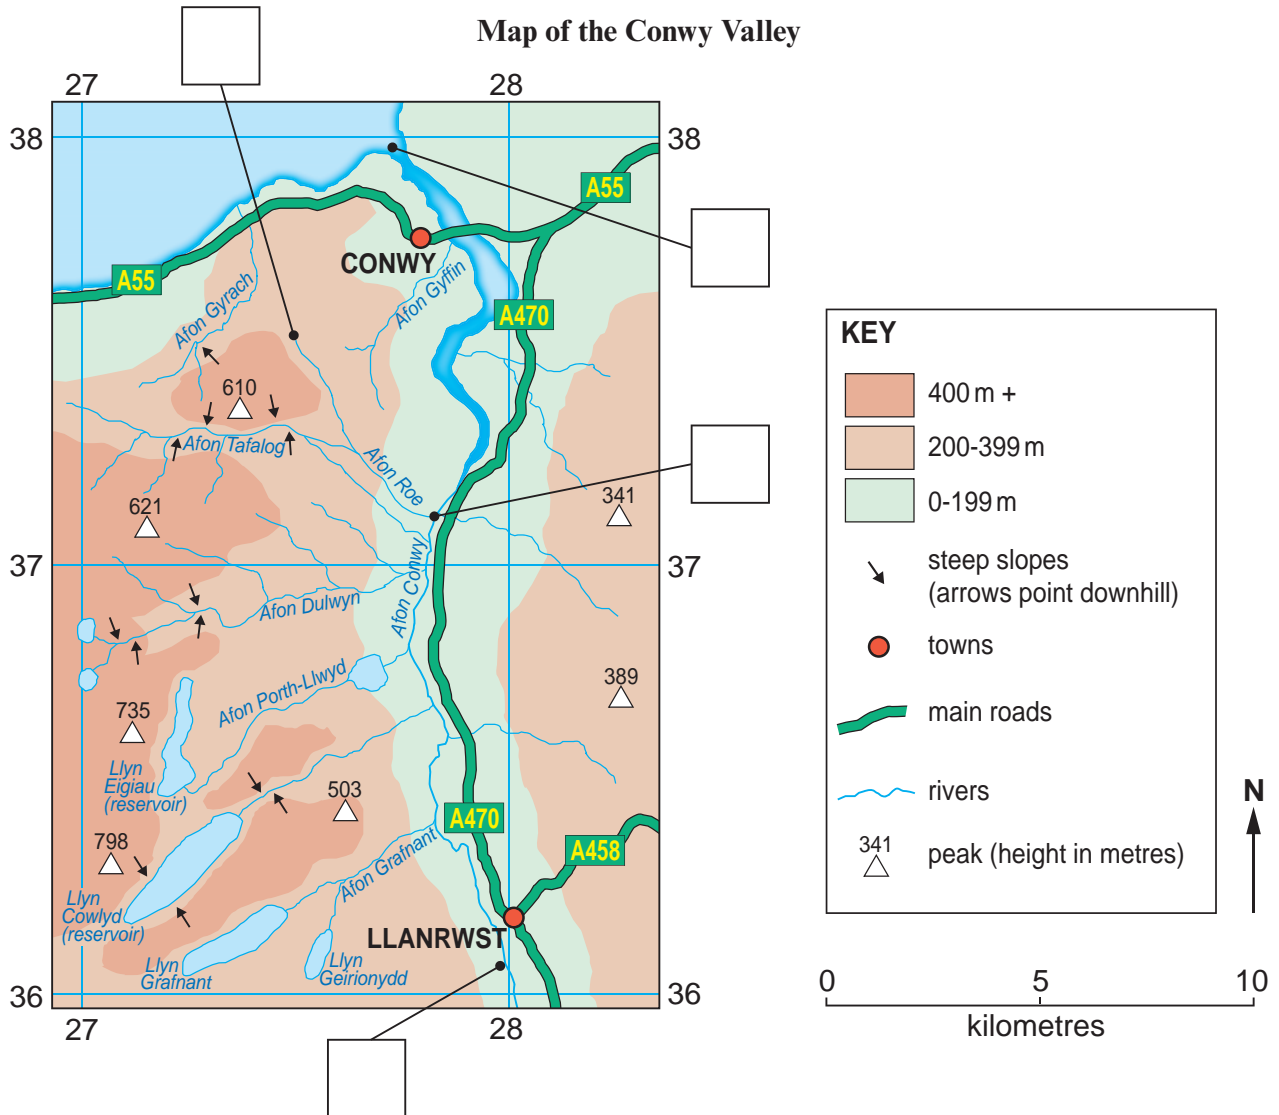 Map of the Conwy Valley
27
28
38
38
A55
CONWY
A55
Afon Gyrach
Afon Gyffin
A470
610
Afon Tafalog
Afon Roe
621
341
37
37
Afon Conwy
Afon Dulwyn
Afon Porth-Llwyd
389
735
Llyn
Eigiau
(reservoir)
503
A470
798
A458
Afon Grafnant
Llyn
Cowlyd
(reservoir)
LLANRWST
Llyn
Grafnant
Llyn
Geirionydd
36
36
27
28
KEY
400 m +
200-399 m
0-199 m
steep slopes
(arrows point downhill)
towns
main roads
rivers
341
peak (height in metres)
N
0
5
10
kilometres